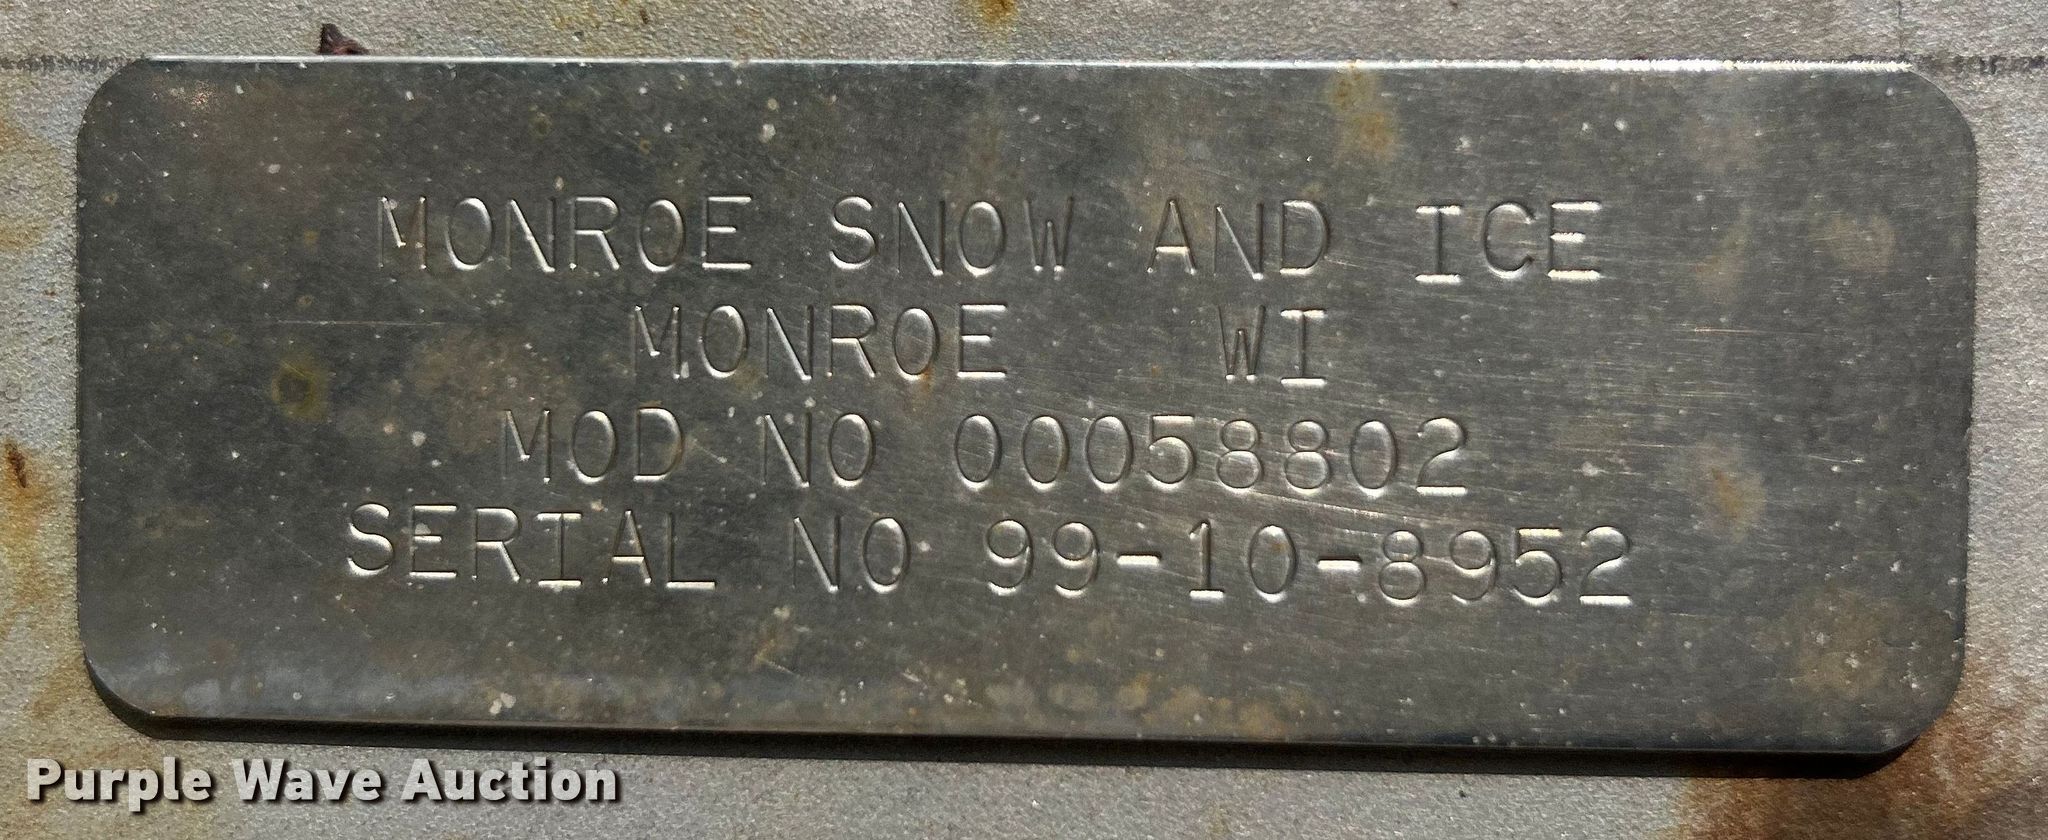 MONROE SNOW AND ICE
MONROE WI
MOD NO 00058802
SERIAL NO 99-10-8952
Purple Wave Auction